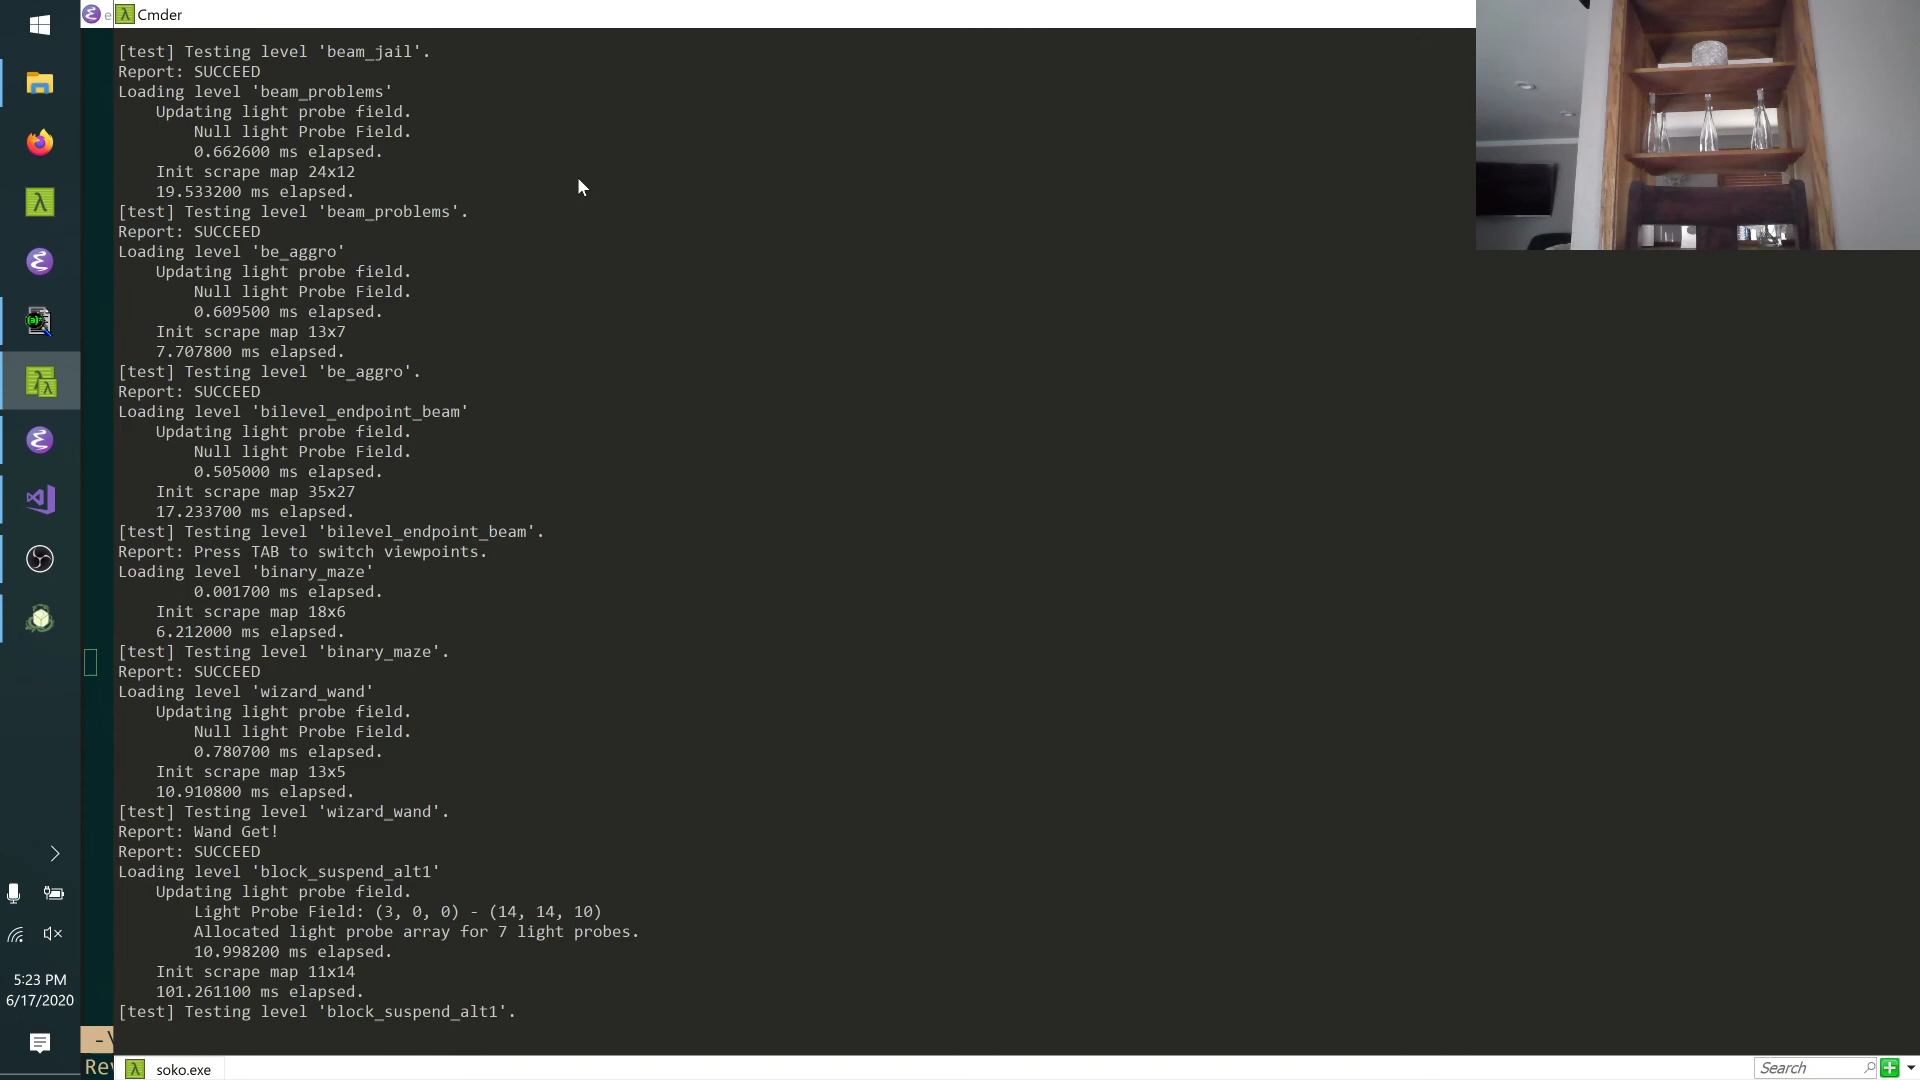 Cmder
[test] Testing level 'beam_jail'.
Report: SUCCEED
Loading level 'beam_problems'
Updating light probe field.
Null light Probe Field.
0.662600 ms elapsed.
Init scrape map 24x12
19.533200 ms elapsed.
[test] Testing level 'beam_problems'.
Report: SUCCEED
Loading level 'be_aggro'
Updating light probe field.
Null light Probe Field.
0.609500 ms elapsed.
Init scrape map 13x7
7.707800 ms elapsed.
[test] Testing level 'be_aggro'.
Report: SUCCEED
Loading level 'bilevel_endpoint_beam'
Updating light probe field.
Null light Probe Field.
0.505000 ms elapsed.
Init scrape map 35x27
17.233700 ms elapsed.
[test] Testing level 'bilevel_endpoint_beam'.
Report: Press TAB to switch viewpoints.
Loading level 'binary_maze'
0.001700 ms elapsed.
Init scrape map 18x6
6.212000 ms elapsed.
[test] Testing level 'binary_maze'.
Report: SUCCEED
Loading level 'wizard_wand'
Updating light probe field.
Null light Probe Field.
0.780700 ms elapsed.
Init scrape map 13x5
10.910800 ms elapsed.
[test] Testing level 'wizard_wand'.
Report: Wand Get!
Report: SUCCEED
Loading level 'block_suspend_alt1'
Updating light probe field.
Light Probe Field: (3, 0, 0) - (14, 14, 10)
Allocated light probe array for 7 light probes.
10.998200 ms elapsed.
Init scrape map 11x14
101.261100 ms elapsed.
[test] Testing level 'block_suspend_alt1'.
5:23 PM
6/17/2020
-\
Rev
soko.exe
Search